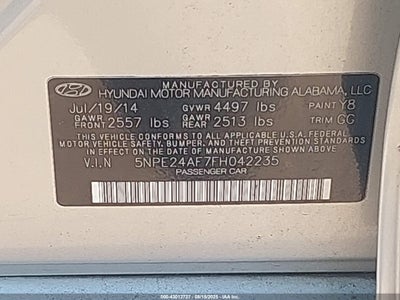 MANUFACTURED BY
HYUNDAI MOTOR MANUFACTURING ALABAMA, LLC
Jul/19/14 GVWR 4497 lbs PAINT Y8
GAWR FRONT 2557 lbs GAWR REAR 2513 lbs TRIM GG
THIS VEHICLE CONFORMS TO ALL APPLICABLE U.S.A. FEDERAL
MOTOR VEHICLE SAFETY, BUMPER, AND THEFT PREVENTION
STANDARDS IN EFFECT ON THE DATE OF MANUFACTURE SHOWN ABOVE.
V.I.N 5NPE24AF7FH042235
PASSENGER CAR